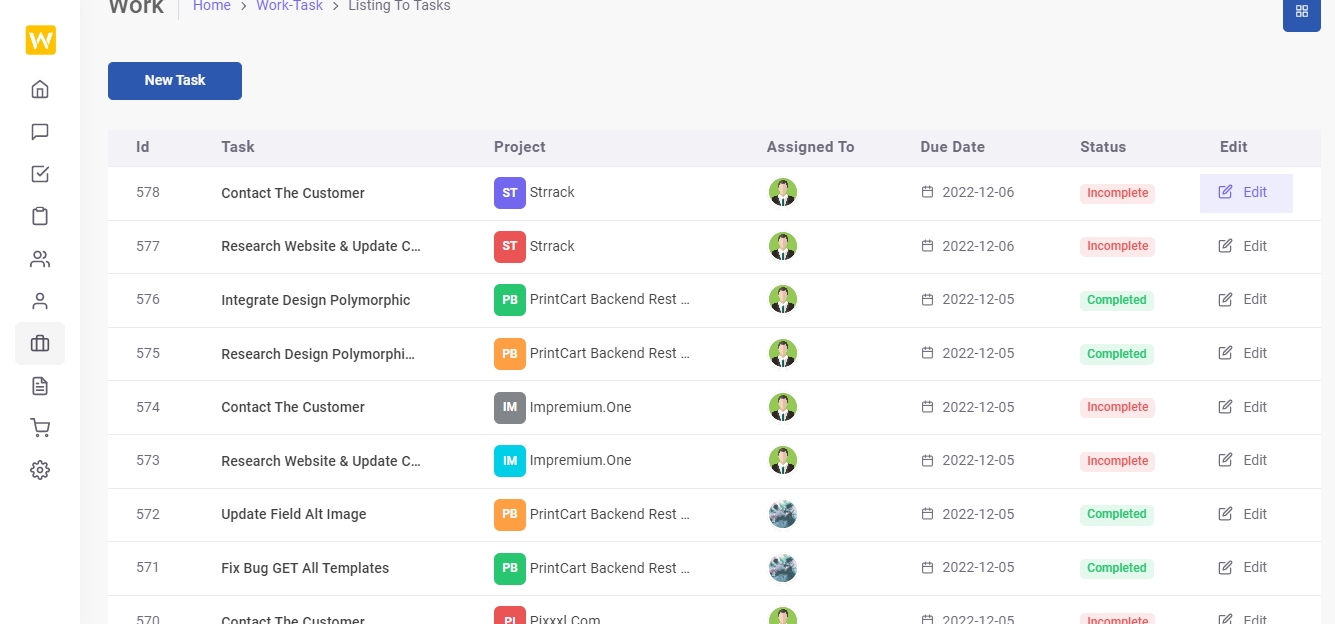 Work Home > Work-Task > Listing To Tasks
W
New Task
Id Task Project Assigned To Due Date Status Edit
578 Contact The Customer ST Strrack 2022-12-06 Incomplete Edit
577 Research Website & Update C... ST Strrack 2022-12-06 Incomplete Edit
576 Integrate Design Polymorphic PB PrintCart Backend Rest ... 2022-12-05 Completed Edit
575 Research Design Polymorphi... PB PrintCart Backend Rest ... 2022-12-05 Completed Edit
574 Contact The Customer IM Impremium.One 2022-12-05 Incomplete Edit
573 Research Website & Update C... IM Impremium.One 2022-12-05 Incomplete Edit
572 Update Field Alt Image PB PrintCart Backend Rest ... 2022-12-05 Completed Edit
571 Fix Bug GET All Templates PB PrintCart Backend Rest ... 2022-12-05 Completed Edit
570 Contact The Customer PI Pixxxl.Com 2022-12-05 Incomplete Edit